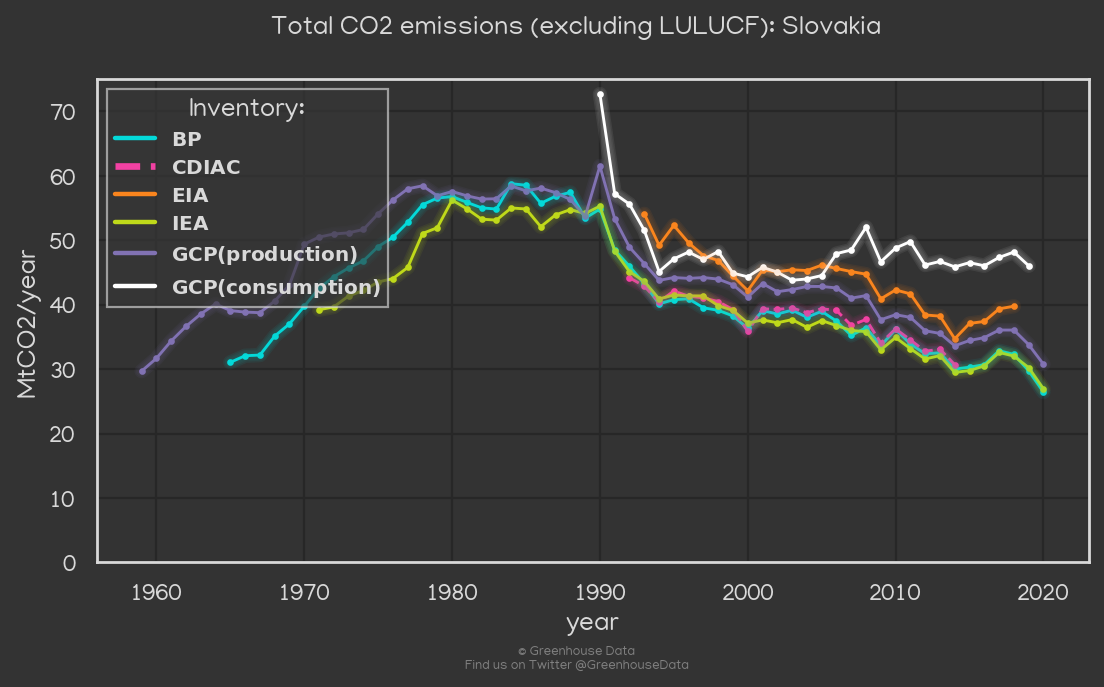 Total CO2 emissions (excluding LULUCF): Slovakia
Inventory:
BP
CDIAC
EIA
IEA
GCP(production)
GCP(consumption)
MtCO2/year
70
60
50
40
30
20
10
0
1960 1970 1980 1990 2000 2010 2020
year
© Greenhouse Data
Find us on Twitter @GreenhouseData